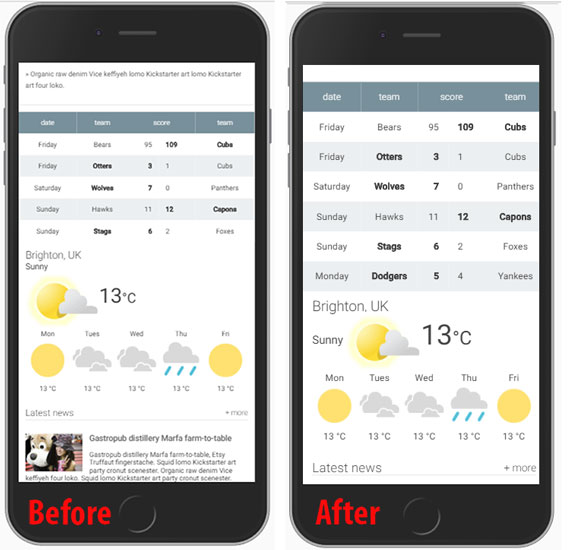 » Organic raw denim Vice keffiyeh lomo Kickstarter art lomo Kickstarter
art four loko.
date team score team
Friday Bears 95 109 Cubs
Friday Otters 3 1 Cubs
Saturday Wolves 7 0 Panthers
Sunday Hawks 11 12 Capons
Sunday Stags 6 2 Foxes
Brighton, UK
Sunny
13°C
Mon Tues Wed Thu Fri
13 °C 13 °C 13 °C 13 °C 13 °C
Latest news + more
Gastropub distillery Marfa farm-to-table
Gastropub distillery Marfa farm-to-table, Etsy
Truffaut fingerstache. Squid lomo Kickstarter art
party cronut scenester. Organic raw denim Vice
keffiyeh four loko. Squid lomo Kickstarter art party cronut scenester.
Before
date team score team
Friday Bears 95 109 Cubs
Friday Otters 3 1 Cubs
Saturday Wolves 7 0 Panthers
Sunday Hawks 11 12 Capons
Sunday Stags 6 2 Foxes
Monday Dodgers 5 4 Yankees
Brighton, UK
Sunny 13°C
Mon Tues Wed Thu Fri
13 °C 13 °C 13 °C 13 °C 13 °C
Latest news + more
After